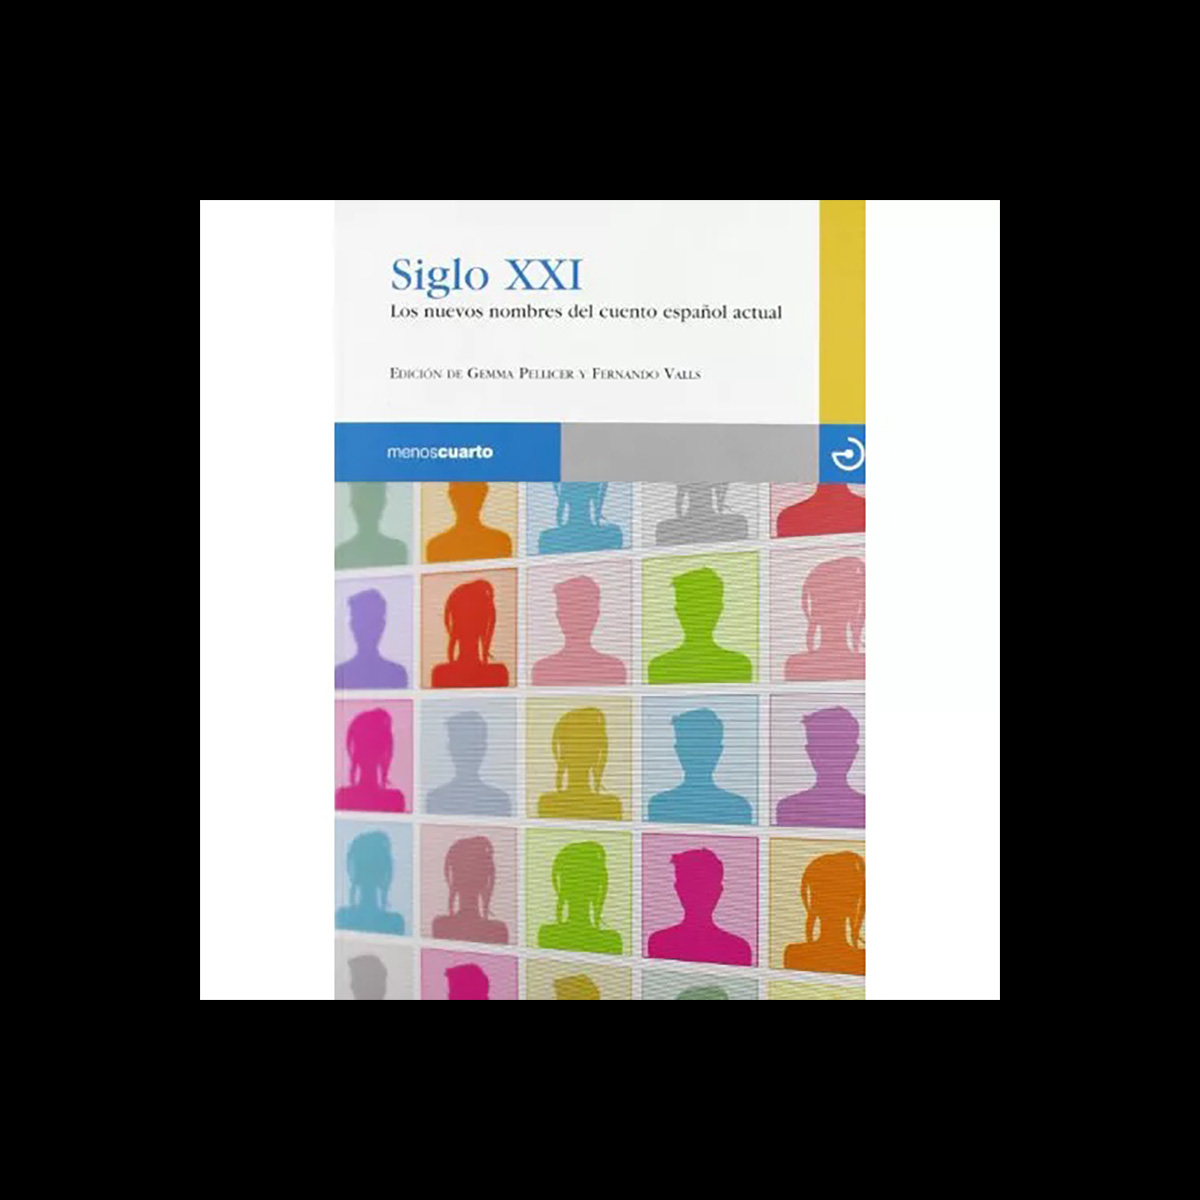 Siglo XXI
Los nuevos nombres del cuento español actual
Edición de Gemma Pellicer y Fernando Valls
menoscuarto